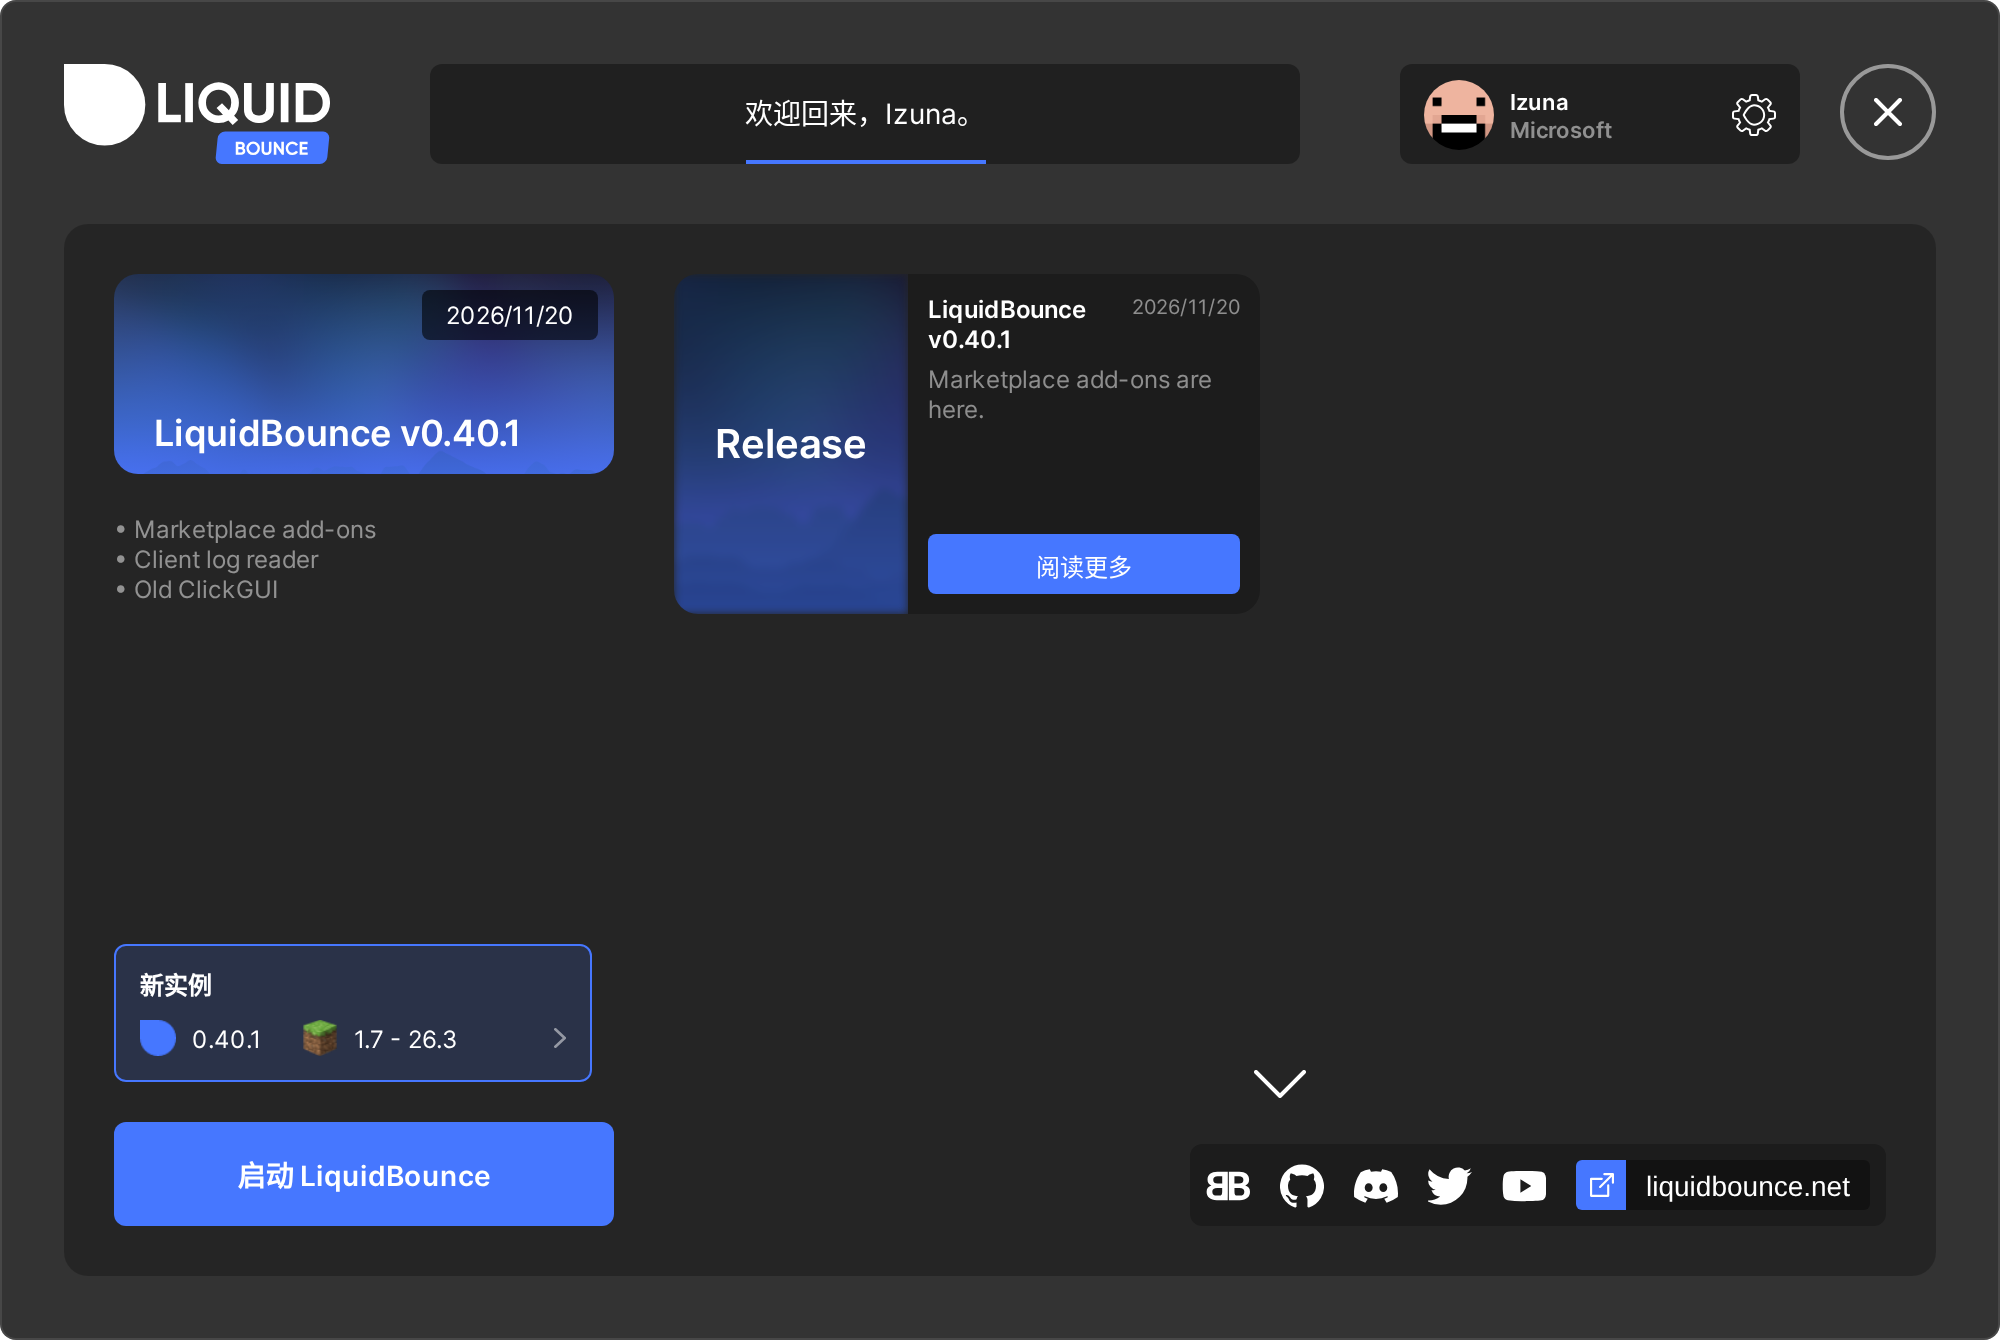 LIQUID
BOUNCE
欢迎回来，Izuna。
Izuna
Microsoft
2026/11/20
LiquidBounce v0.40.1
• Marketplace add-ons
• Client log reader
• Old ClickGUI
Release
LiquidBounce
v0.40.1
2026/11/20
Marketplace add-ons are
here.
阅读更多
新实例
0.40.1
1.7 - 26.3
启动 LiquidBounce
liquidbounce.net